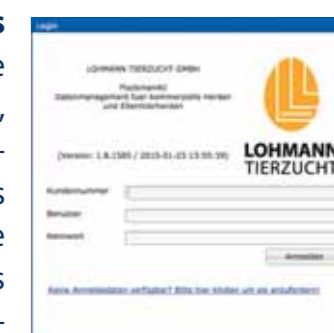 Login
LOHMANN TIERZUCHT GMBH
Datenmanagement fuer kommerzielle Herden
und Elterntierherden
(Version: 1.8.1585 / 2015-01-23 13:55:39)
LOHMANN
TIERZUCHT
Kundennummer
Benutzer
Kennwort
Anmelden
Keine Anmeldedaten verfügbar? Bitte hier klicken um sie anzufordern!
s
e
,
-
s
e
s
-